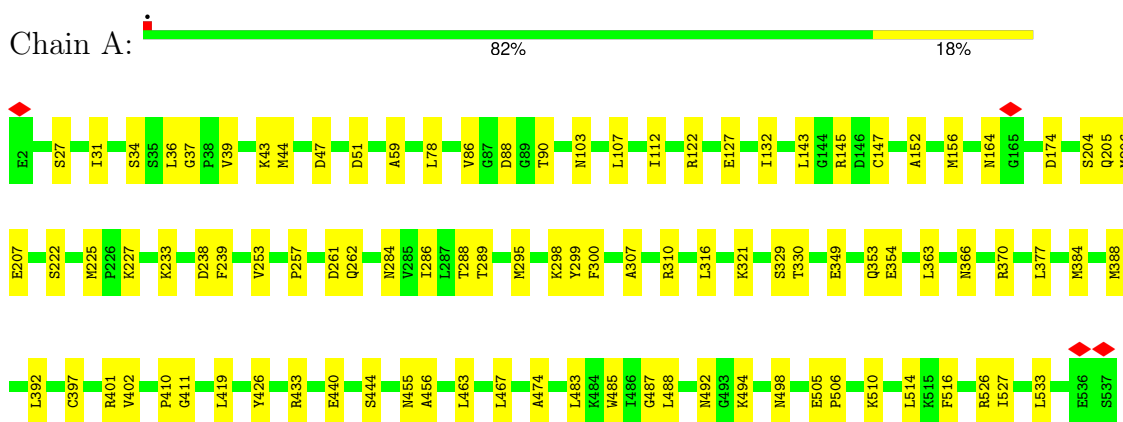 Chain A:
82% 18%
E2 S27 I31 S34 S35 L36 G37 P38 V39 K43 M44 D47 D51 A59 L78 V86 G87 D88 G89 T90 N103 L107 I112 R122 E127 I132 L143 G144 R145 D146 C147 A152 M156 N164 G165 D174 S204 Q205
E207 S222 M225 P226 K227 K233 D238 F239 V253 P257 D261 Q262 N284 V285 I286 L287 T288 T289 M295 K298 Y299 F300 A307 R310 L316 K321 S329 T330 E349 Q353 E354 L363 N366 R370 L377 M384 M388
L392 C397 R401 V402 P410 G411 L419 Y426 R433 E440 S444 N455 A456 L463 L467 A474 L483 K484 W485 I486 G487 L488 N492 G493 K494 N498 E505 P506 K510 L514 K515 F516 R526 I527 L533 E536 S537